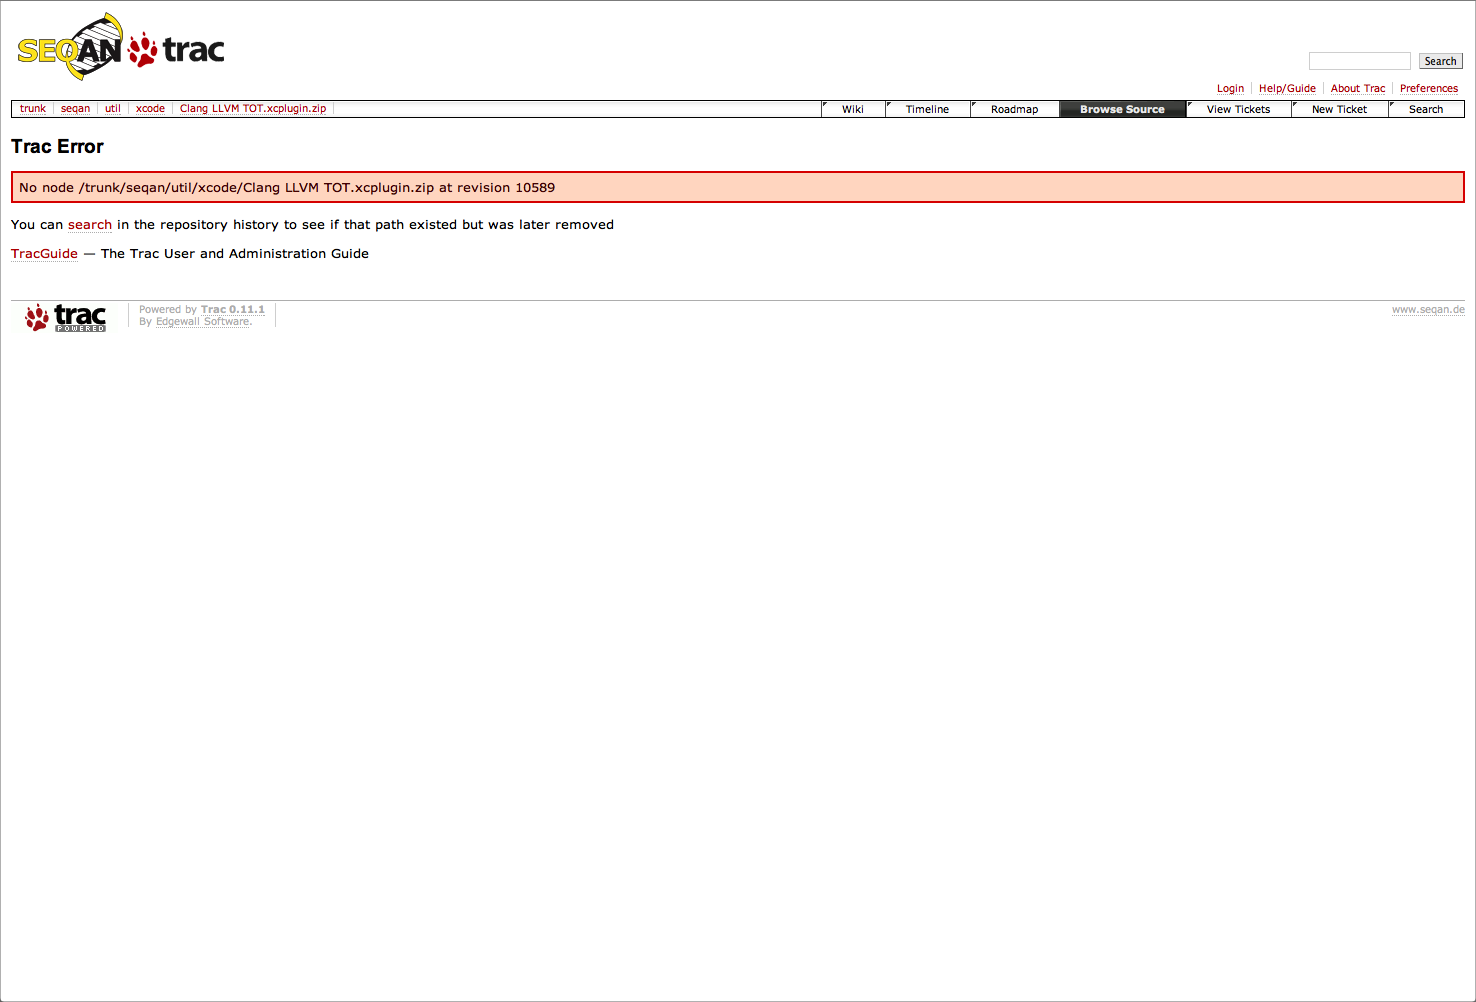 SEQAN trac
Search
Login Help/Guide About Trac Preferences
trunk seqan util xcode Clang LLVM TOT.xcplugin.zip Wiki Timeline Roadmap Browse Source View Tickets New Ticket Search
Trac Error
No node /trunk/seqan/util/xcode/Clang LLVM TOT.xcplugin.zip at revision 10589
You can search in the repository history to see if that path existed but was later removed
TracGuide — The Trac User and Administration Guide
trac POWERED
Powered by Trac 0.11.1
By Edgewall Software.
www.seqan.de